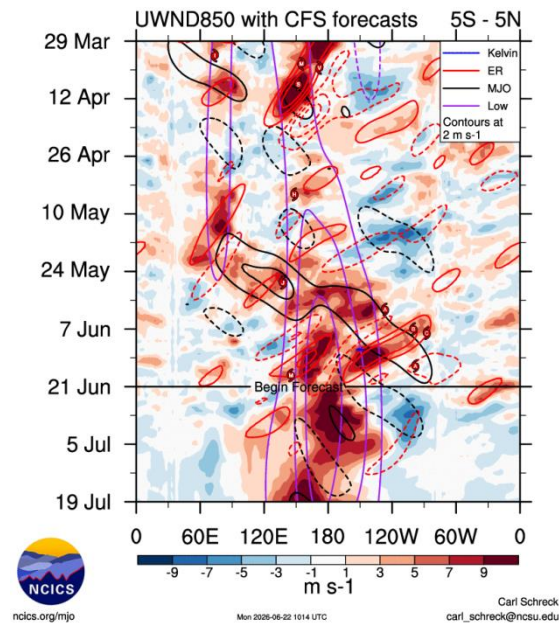 UWND850 with CFS forecasts 5S - 5N
29 Mar
12 Apr
26 Apr
10 May
24 May
7 Jun
21 Jun
5 Jul
19 Jul
Kelvin
ER
MJO
Low
Contours at
2 m s-1
Begin Forecast
0 60E 120E 180 120W 60W 0
-9 -7 -5 -3 -1 1 3 5 7 9
m s-1
NCICS
ncics.org/mjo
Mon 2026-06-22 1014 UTC
Carl Schreck
carl_schreck@ncsu.edu